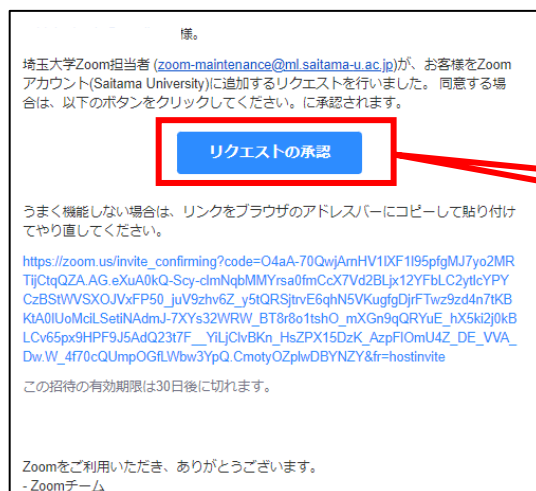 様。
埼玉大学Zoom担当者 (zoom-maintenance@ml.saitama-u.ac.jp)が、お客様をZoom
アカウント(Saitama University)に追加するリクエストを行いました。 同意する場
合は、以下のボタンをクリックしてください。に承認されます。
リクエストの承認
うまく機能しない場合は、リンクをブラウザのアドレスバーにコピーして貼り付け
てやり直してください。
https://zoom.us/invite_confirming?code=O4aA-70QwjArnHV1IXF1I95pfgMJ7yo2MR
TijCtqQZA.AG.eXuA0kQ-Scy-clmNqbMMYrsa0fmCcX7Vd2BLjx12YFbLC2ytlcYPY
CzBStWVSXOJVxFP50_juV9zhv6Z_y5tQRSjtrvE6qhN5VKugfgDjrFTwz9zd4n7tKB
KtA0IUoMciLSetiNAdmJ-7XYs32WRW_BT8r8o1tshO_mXGn9qQRYuE_hX5ki2j0kB
LCv65px9HPF9J5AdQ23t7F__YiLjClvBKn_HsZPX15DzK_AzpFIOmU4Z_DE_VVA_
Dw.W_4f70cQUmpOGfLWbw3YpQ.CmotyOZplwDBYNZY&fr=hostinvite
この招待の有効期限は30日後に切れます。
Zoomをご利用いただき、ありがとうございます。
- Zoomチーム